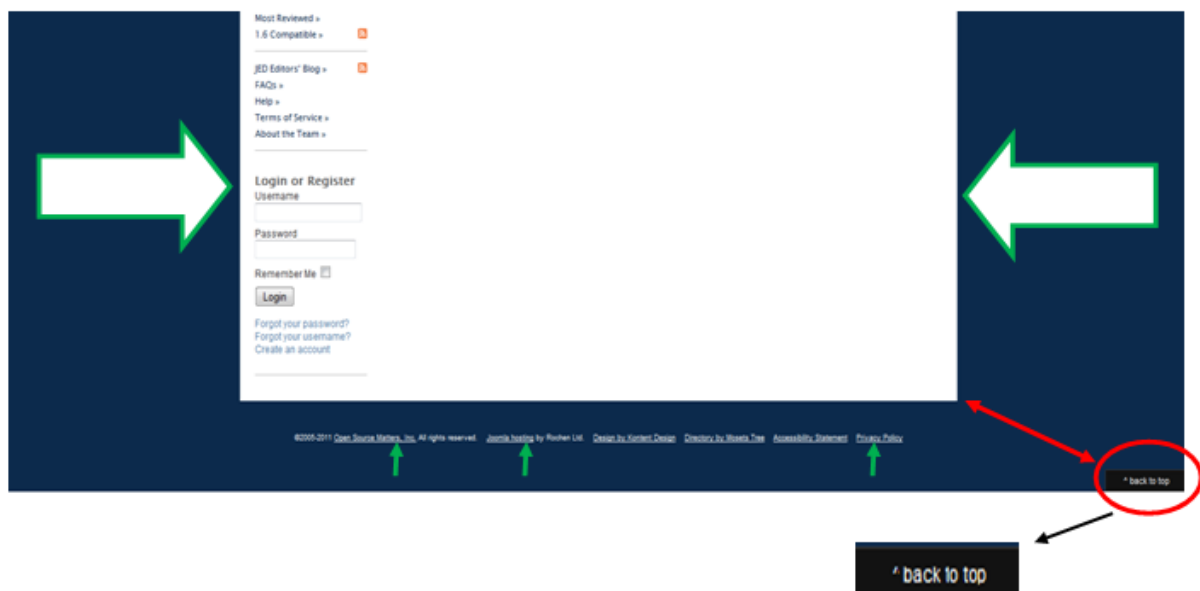 Most Reviewed »
1.6 Compatible »
JED Editors' Blog »
FAQs »
Help »
Terms of Service »
About the Team »
Login or Register
Username
Password
Remember Me
Login
Forgot your password?
Forgot your username?
Create an account
©2005-2011 Open Source Matters, Inc. All rights reserved. Joomla hosting by Rochen Ltd. Design by Kontent Design Directory by Mosets Tree Accessibility Statement Privacy Policy
^ back to top
^ back to top